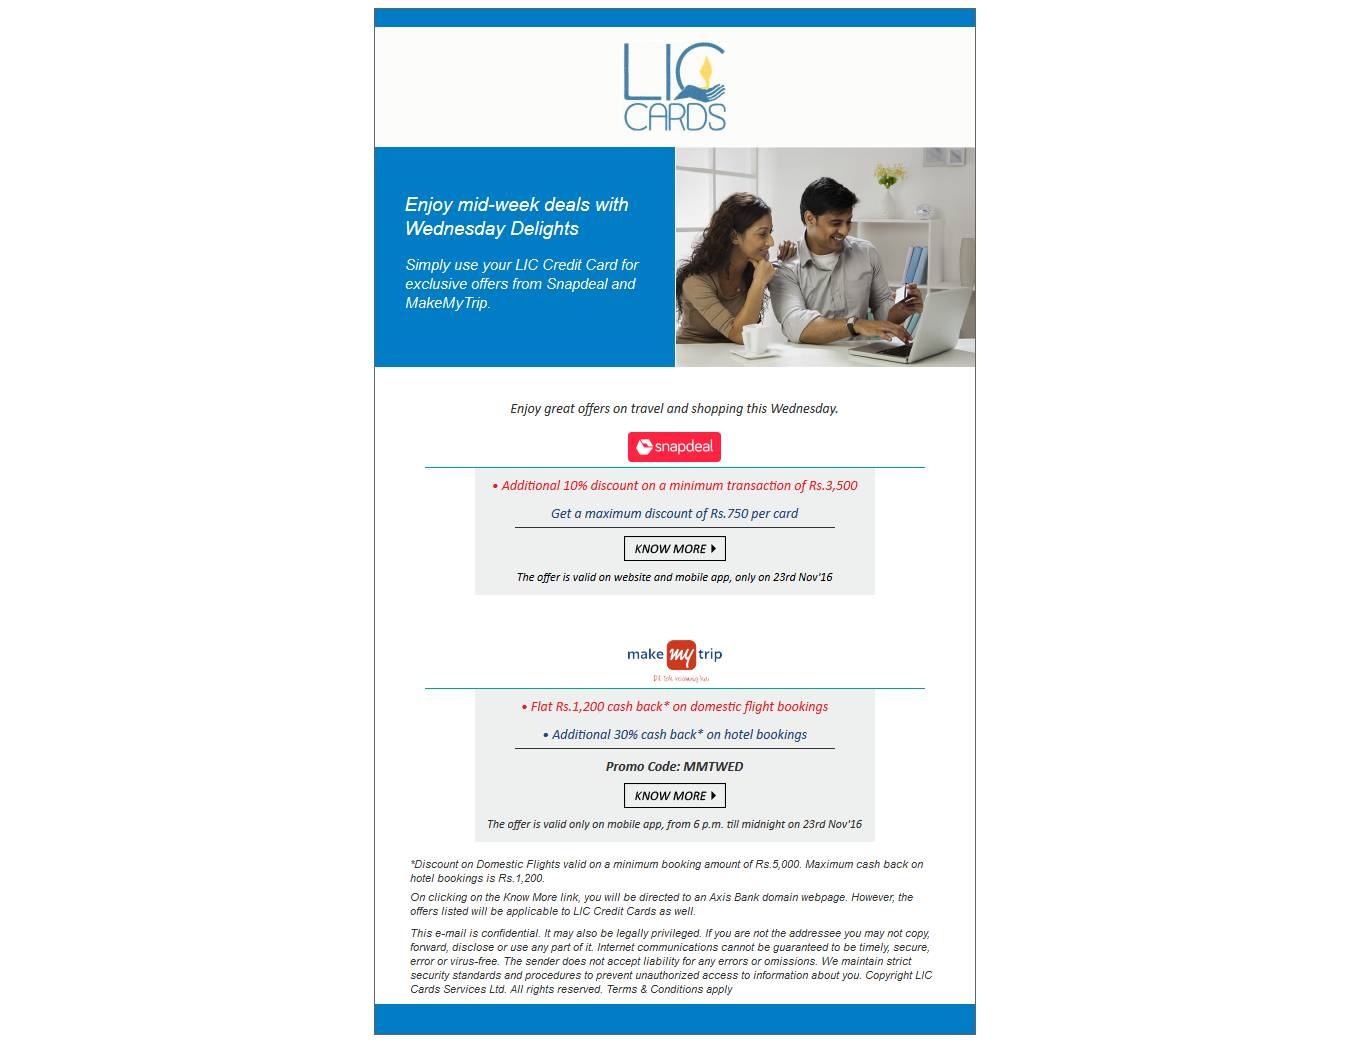 LIC
CARDS
Enjoy mid-week deals with
Wednesday Delights
Simply use your LIC Credit Card for
exclusive offers from Snapdeal and
MakeMyTrip.
Enjoy great offers on travel and shopping this Wednesday.
snapdeal
• Additional 10% discount on a minimum transaction of Rs.3,500
Get a maximum discount of Rs.750 per card
KNOW MORE
The offer is valid on website and mobile app, only on 23rd Nov'16
make my trip
Dil toh roaming hai
• Flat Rs.1,200 cash back* on domestic flight bookings
• Additional 30% cash back* on hotel bookings
Promo Code: MMTWED
KNOW MORE
The offer is valid only on mobile app, from 6 p.m. till midnight on 23rd Nov'16
*Discount on Domestic Flights valid on a minimum booking amount of Rs.5,000. Maximum cash back on
hotel bookings is Rs.1,200.
On clicking on the Know More link, you will be directed to an Axis Bank domain webpage. However, the
offers listed will be applicable to LIC Credit Cards as well.
This e-mail is confidential. It may also be legally privileged. If you are not the addressee you may not copy,
forward, disclose or use any part of it. Internet communications cannot be guaranteed to be timely, secure,
error or virus-free. The sender does not accept liability for any errors or omissions. We maintain strict
security standards and procedures to prevent unauthorized access to information about you. Copyright LIC
Cards Services Ltd. All rights reserved. Terms & Conditions apply